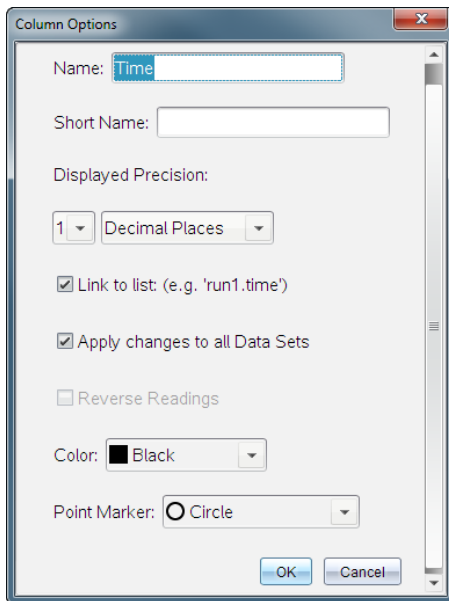 Column Options
Name: Time
Short Name:
Displayed Precision:
1 Decimal Places
Link to list: (e.g. 'run1.time')
Apply changes to all Data Sets
Reverse Readings
Color: Black
Point Marker: Circle
OK Cancel